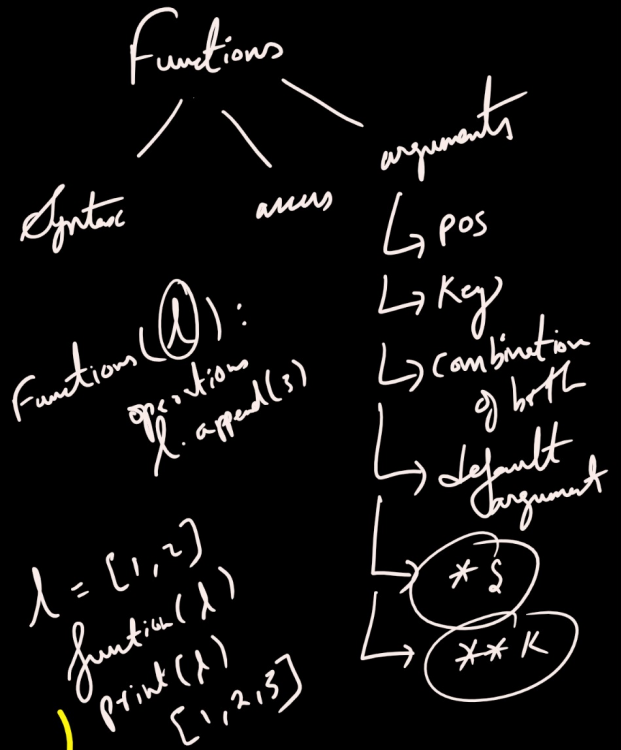 Functions
Syntax
access
arguments
pos
Key
combination
of both
default
argument
*
**K
Functions(l):
operations
l.append(3)
l = [1,2]
function(l)
print(l)
[1,2,3]